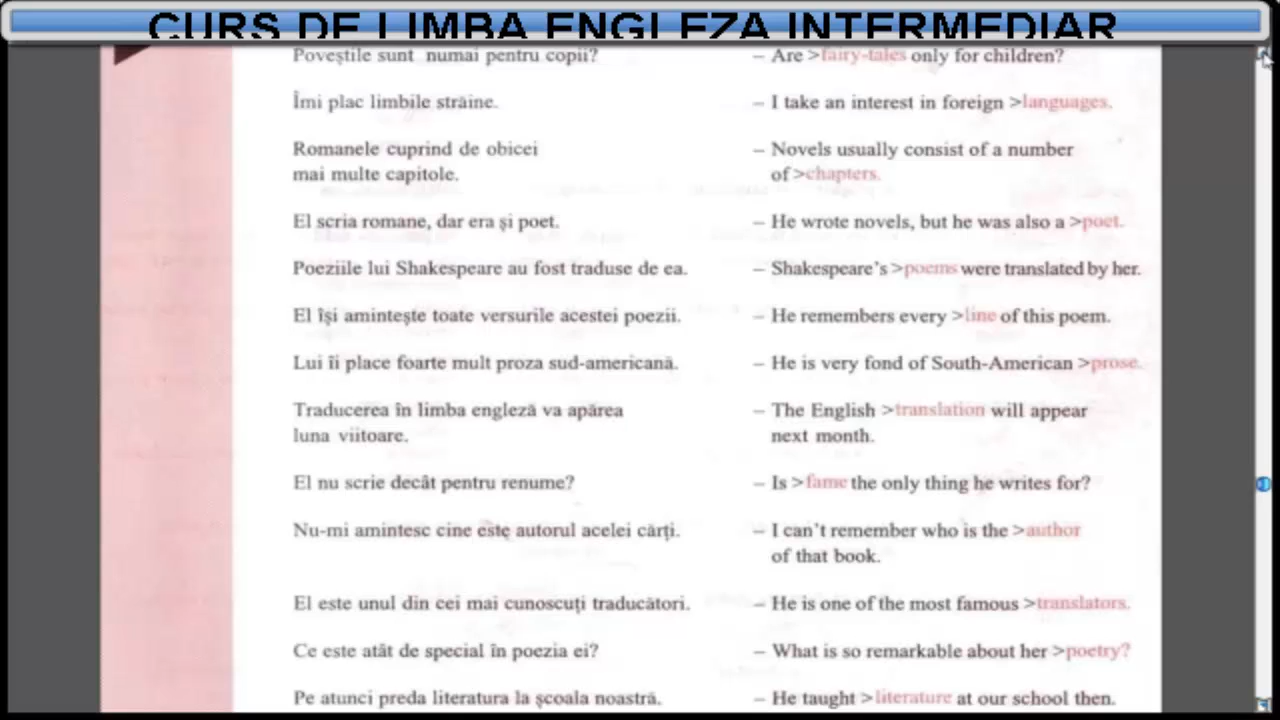 CURS DE LIMBA ENGLEZA INTERMEDIAR
Poveștile sunt numai pentru copii? – Are >fairy-tales only for children?
Îmi plac limbile străine. – I take an interest in foreign >languages.
Romanele cuprind de obicei – Novels usually consist of a number
mai multe capitole. of >chapters.
El scria romane, dar era și poet. – He wrote novels, but he was also a >poet.
Poeziile lui Shakespeare au fost traduse de ea. – Shakespeare's >poems were translated by her.
El își amintește toate versurile acestei poezii. – He remembers every >line of this poem.
Lui îi place foarte mult proza sud-americană. – He is very fond of South-American >prose.
Traducerea în limba engleză va apărea – The English >translation will appear
luna viitoare. next month.
El nu scrie decât pentru renume? – Is >fame the only thing he writes for?
Nu-mi amintesc cine este autorul acelei cărți. – I can't remember who is the >author
of that book.
El este unul din cei mai cunoscuți traducători. – He is one of the most famous >translators.
Ce este atât de special în poezia ei? – What is so remarkable about her >poetry?
Pe atunci preda literatura la școala noastră. – He taught >literature at our school then.